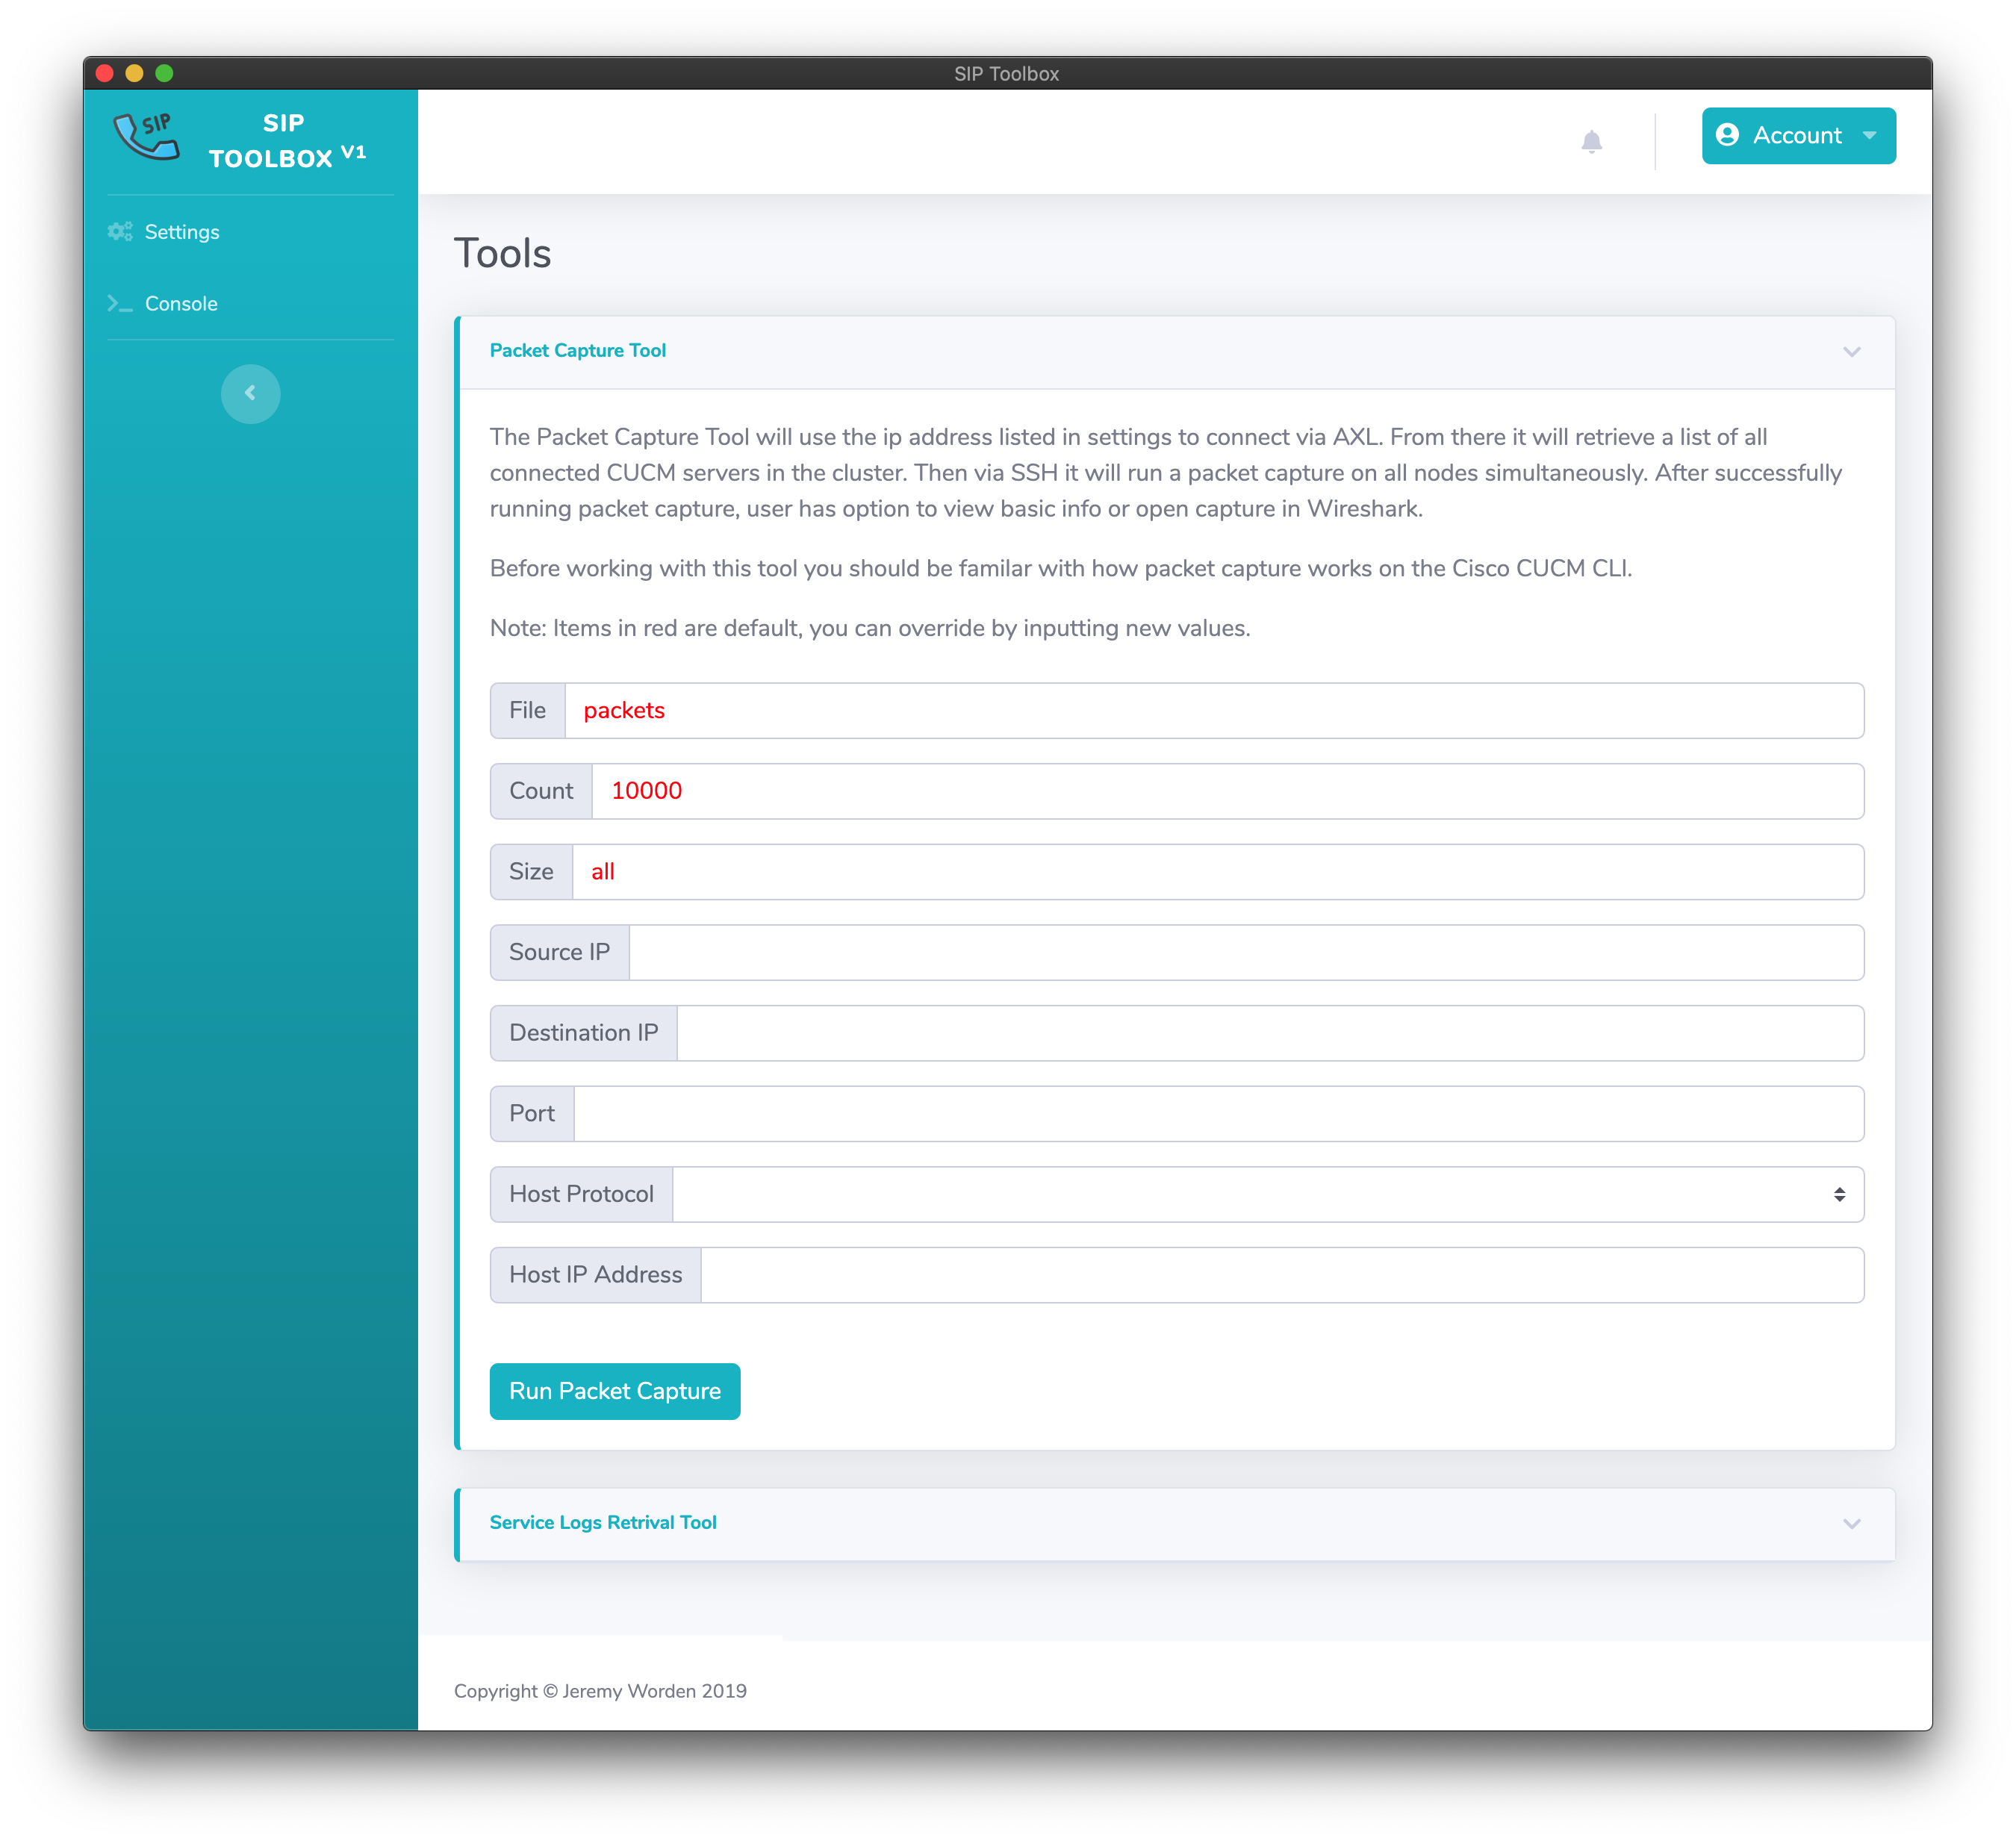 SIP Toolbox
SIP
SIP
TOOLBOX V1
Account
Settings
Console
Tools
Packet Capture Tool
The Packet Capture Tool will use the ip address listed in settings to connect via AXL. From there it will retrieve a list of all
connected CUCM servers in the cluster. Then via SSH it will run a packet capture on all nodes simultaneously. After successfully
running packet capture, user has option to view basic info or open capture in Wireshark.
Before working with this tool you should be familar with how packet capture works on the Cisco CUCM CLI.
Note: Items in red are default, you can override by inputting new values.
File packets
Count 10000
Size all
Source IP
Destination IP
Port
Host Protocol
Host IP Address
Run Packet Capture
Service Logs Retrival Tool
Copyright © Jeremy Worden 2019